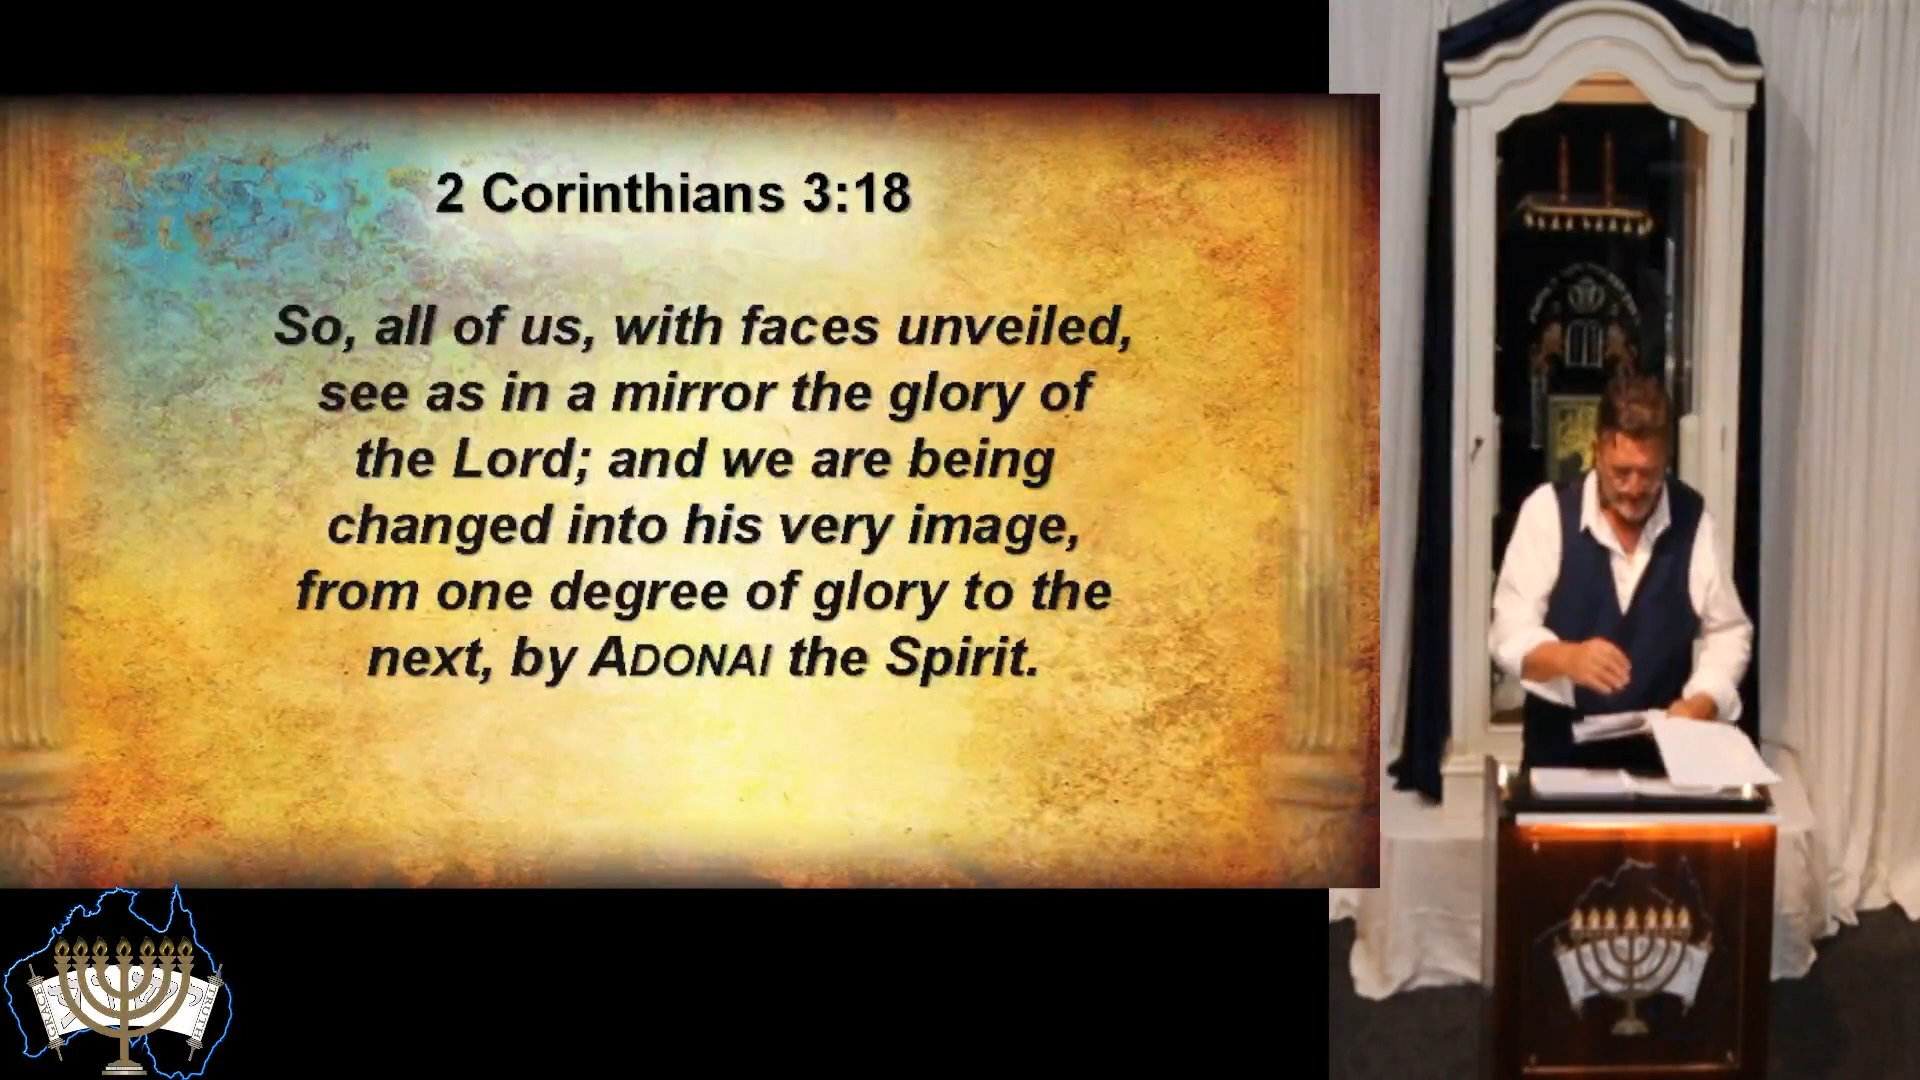 2 Corinthians 3:18
So, all of us, with faces unveiled,
see as in a mirror the glory of
the Lord; and we are being
changed into his very image,
from one degree of glory to the
next, by ADONAI the Spirit.
GRACE
TRUTH